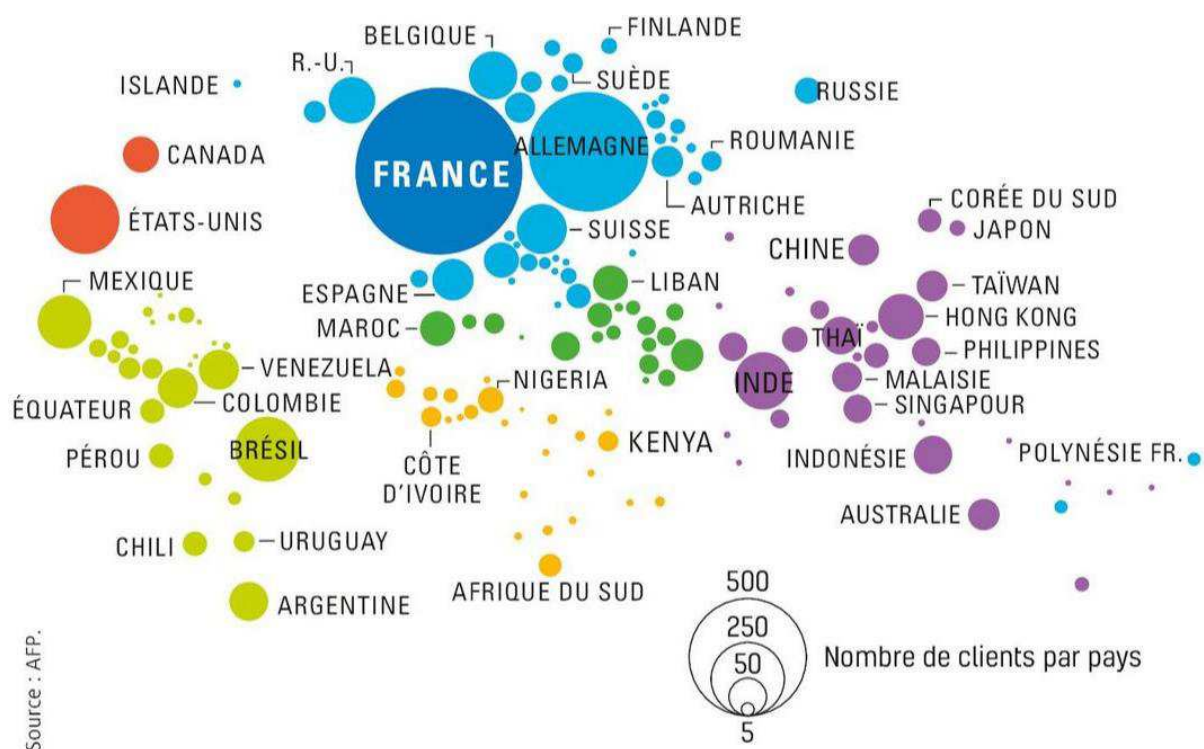 FINLANDE
BELGIQUE
R.-U.
ISLANDE
SUÈDE
RUSSIE
CANADA
ALLEMAGNE
ROUMANIE
FRANCE
AUTRICHE
CORÉE DU SUD
JAPON
ÉTATS-UNIS
SUISSE
CHINE
MEXIQUE
ESPAGNE
LIBAN
TAÏWAN
MAROC
HONG KONG
THAÏ
VENEZUELA
NIGERIA
PHILIPPINES
INDE
MALAISIE
ÉQUATEUR
COLOMBIE
SINGAPOUR
PÉROU
BRÉSIL
CÔTE
D'IVOIRE
KENYA
INDONÉSIE
POLYNÉSIE FR.
AUSTRALIE
CHILI
URUGUAY
AFRIQUE DU SUD
ARGENTINE
500
250
50
5
Nombre de clients par pays
Source : AFP.